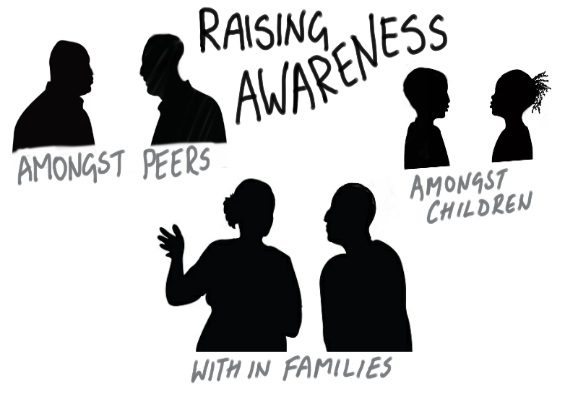 RAISING
AWARENESS
AMONGST PEERS
AMONGST
CHILDREN
WITH IN FAMILIES